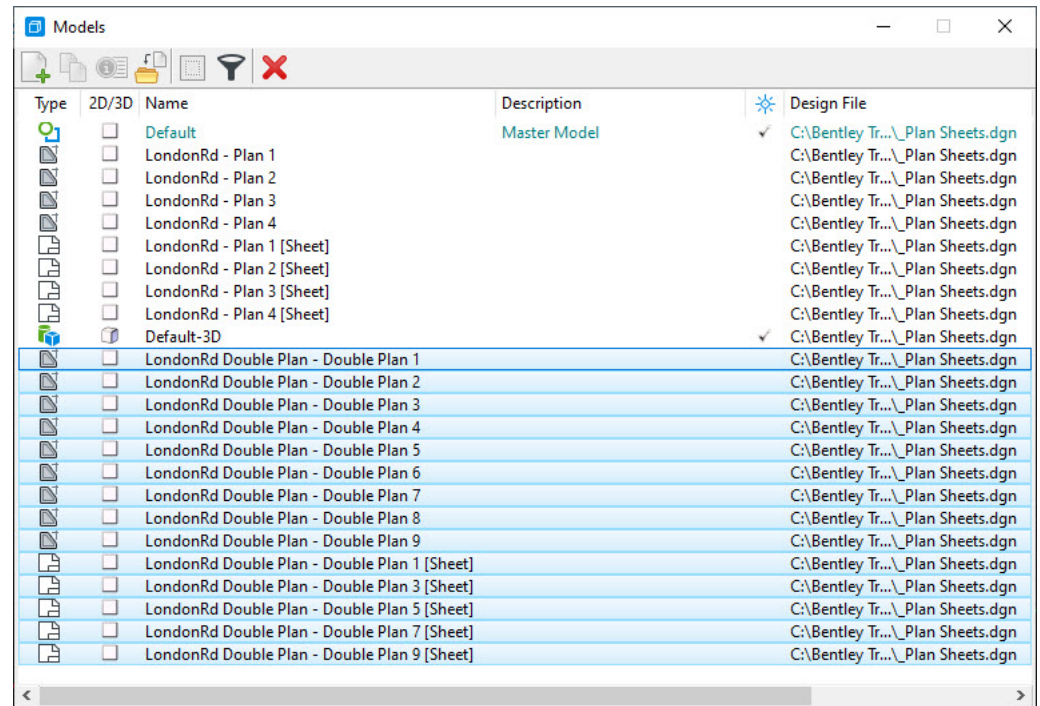 Models
Type 2D/3D Name Description Design File
Default Master Model C:\Bentley Tr...\_Plan Sheets.dgn
LondonRd - Plan 1 C:\Bentley Tr...\_Plan Sheets.dgn
LondonRd - Plan 2 C:\Bentley Tr...\_Plan Sheets.dgn
LondonRd - Plan 3 C:\Bentley Tr...\_Plan Sheets.dgn
LondonRd - Plan 4 C:\Bentley Tr...\_Plan Sheets.dgn
LondonRd - Plan 1 [Sheet] C:\Bentley Tr...\_Plan Sheets.dgn
LondonRd - Plan 2 [Sheet] C:\Bentley Tr...\_Plan Sheets.dgn
LondonRd - Plan 3 [Sheet] C:\Bentley Tr...\_Plan Sheets.dgn
LondonRd - Plan 4 [Sheet] C:\Bentley Tr...\_Plan Sheets.dgn
Default-3D C:\Bentley Tr...\_Plan Sheets.dgn
LondonRd Double Plan - Double Plan 1 C:\Bentley Tr...\_Plan Sheets.dgn
LondonRd Double Plan - Double Plan 2 C:\Bentley Tr...\_Plan Sheets.dgn
LondonRd Double Plan - Double Plan 3 C:\Bentley Tr...\_Plan Sheets.dgn
LondonRd Double Plan - Double Plan 4 C:\Bentley Tr...\_Plan Sheets.dgn
LondonRd Double Plan - Double Plan 5 C:\Bentley Tr...\_Plan Sheets.dgn
LondonRd Double Plan - Double Plan 6 C:\Bentley Tr...\_Plan Sheets.dgn
LondonRd Double Plan - Double Plan 7 C:\Bentley Tr...\_Plan Sheets.dgn
LondonRd Double Plan - Double Plan 8 C:\Bentley Tr...\_Plan Sheets.dgn
LondonRd Double Plan - Double Plan 9 C:\Bentley Tr...\_Plan Sheets.dgn
LondonRd Double Plan - Double Plan 1 [Sheet] C:\Bentley Tr...\_Plan Sheets.dgn
LondonRd Double Plan - Double Plan 3 [Sheet] C:\Bentley Tr...\_Plan Sheets.dgn
LondonRd Double Plan - Double Plan 5 [Sheet] C:\Bentley Tr...\_Plan Sheets.dgn
LondonRd Double Plan - Double Plan 7 [Sheet] C:\Bentley Tr...\_Plan Sheets.dgn
LondonRd Double Plan - Double Plan 9 [Sheet] C:\Bentley Tr...\_Plan Sheets.dgn